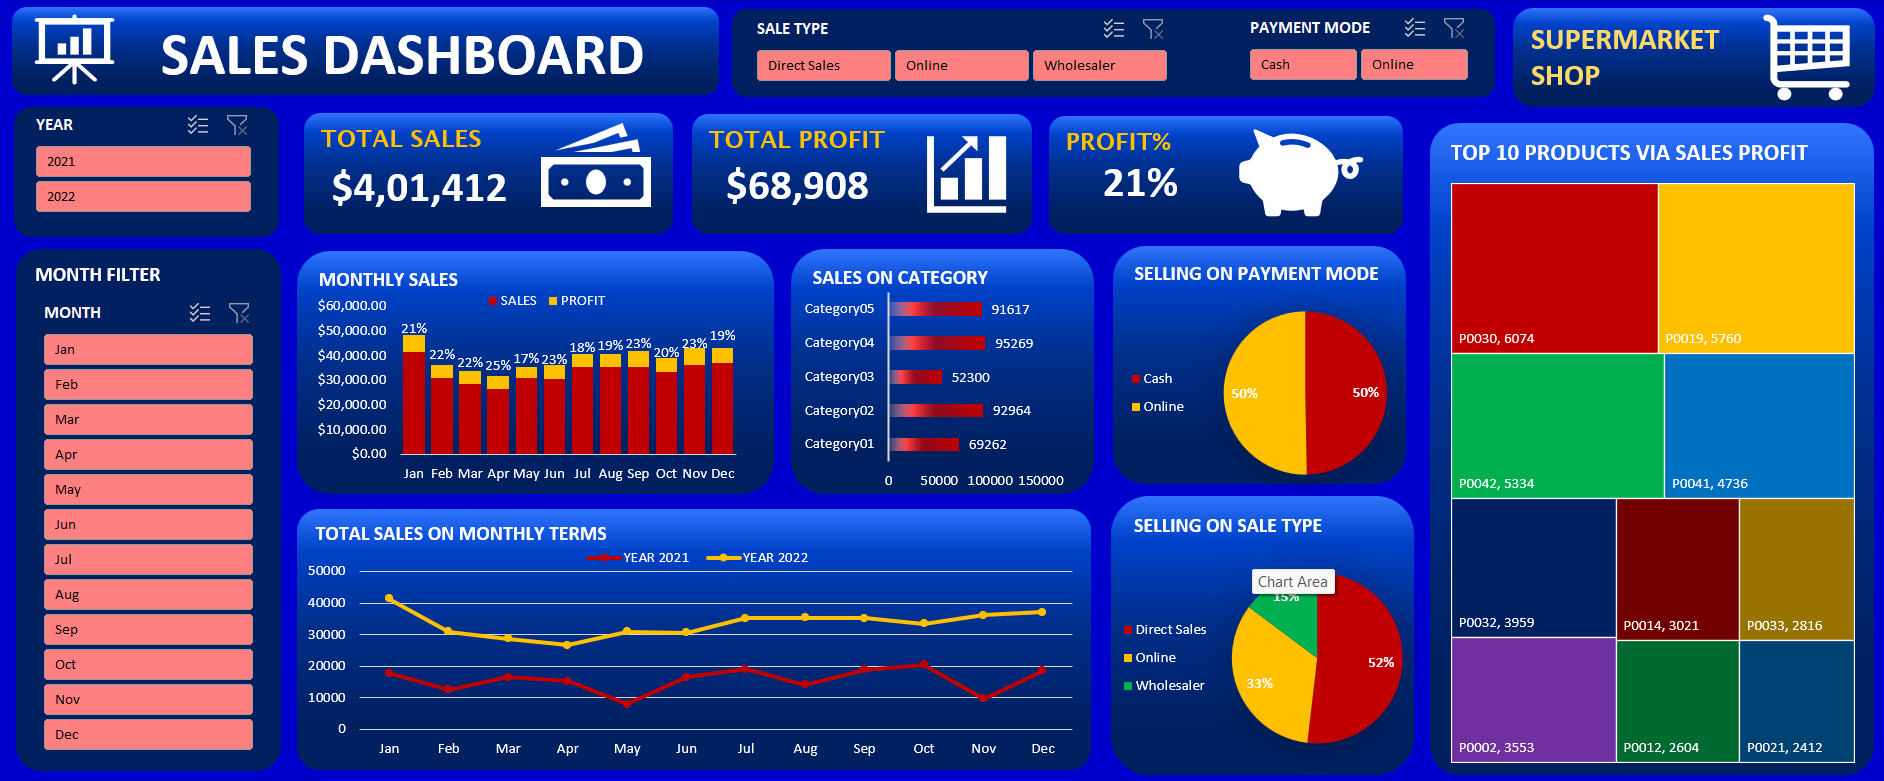 SALES DASHBOARD
SALE TYPE
Direct Sales
Online
Wholesaler
PAYMENT MODE
Cash
Online
SUPERMARKET
SHOP
YEAR
2021
2022
TOTAL SALES
$4,01,412
TOTAL PROFIT
$68,908
PROFIT%
21%
MONTH FILTER
MONTH
Jan
Feb
Mar
Apr
May
Jun
Jul
Aug
Sep
Oct
Nov
Dec
MONTHLY SALES
SALES PROFIT
$60,000.00
$50,000.00
$40,000.00
$30,000.00
$20,000.00
$10,000.00
$0.00
21% 22% 22% 25% 17% 23% 18% 19% 23% 20% 23% 19%
Jan Feb Mar Apr May Jun Jul Aug Sep Oct Nov Dec
SALES ON CATEGORY
Category05 91617
Category04 95269
Category03 52300
Category02 92964
Category01 69262
0 50000 100000 150000
SELLING ON PAYMENT MODE
Cash
Online
50%
50%
TOTAL SALES ON MONTHLY TERMS
YEAR 2021 YEAR 2022
50000
40000
30000
20000
10000
0
Jan Feb Mar Apr May Jun Jul Aug Sep Oct Nov Dec
SELLING ON SALE TYPE
Chart Area
15%
Direct Sales
Online
Wholesaler
52%
33%
TOP 10 PRODUCTS VIA SALES PROFIT
P0030, 6074
P0019, 5760
P0042, 5334
P0041, 4736
P0032, 3959
P0014, 3021
P0033, 2816
P0002, 3553
P0012, 2604
P0021, 2412